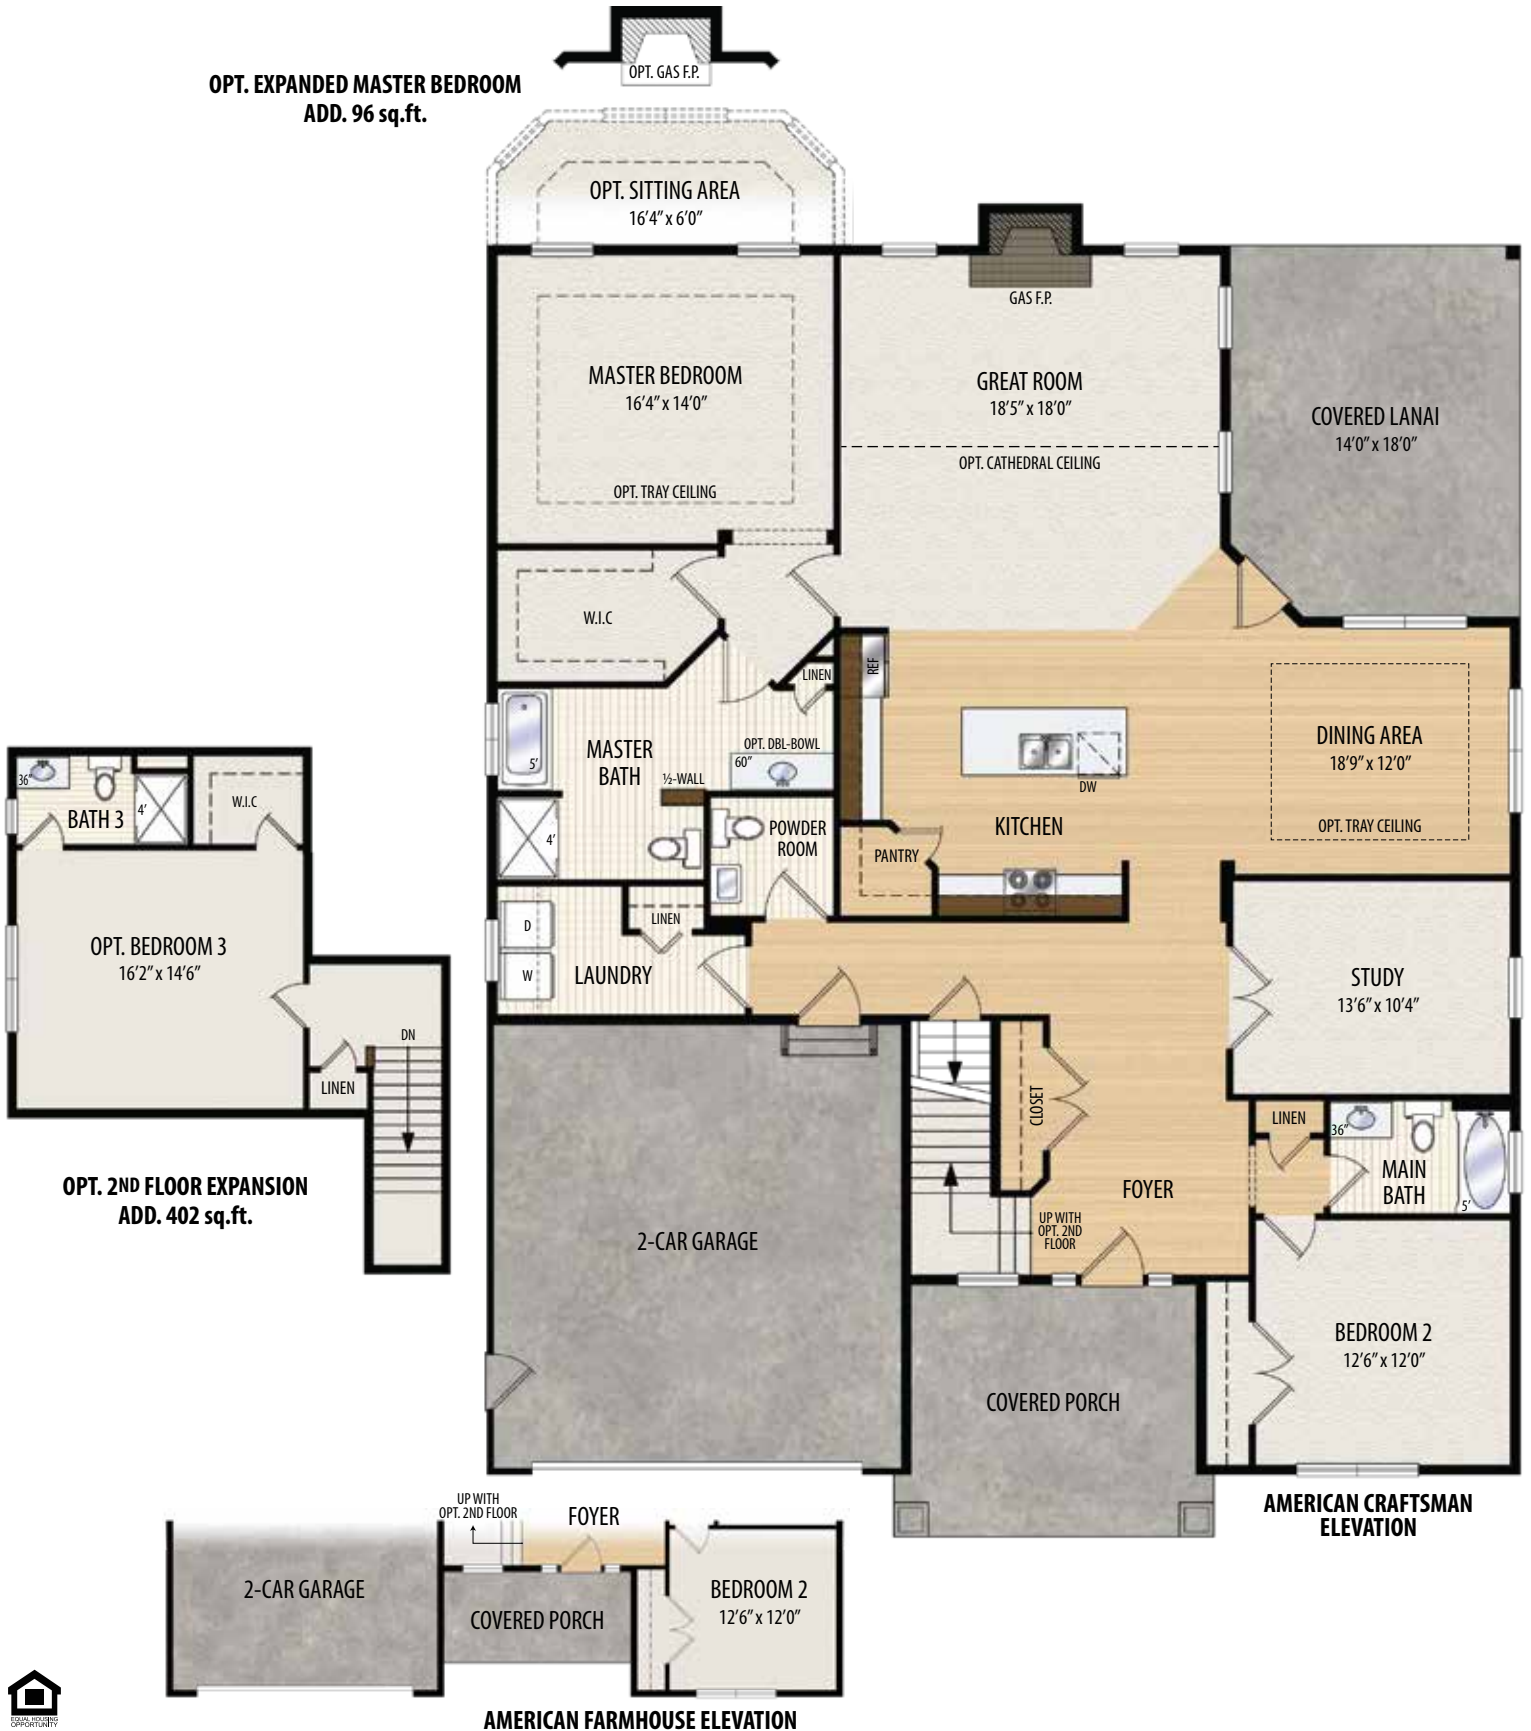 OPT. GAS F.P.
OPT. EXPANDED MASTER BEDROOM
ADD. 96 sq.ft.
OPT. SITTING AREA
16'4" x 6'0"
GAS F.P.
MASTER BEDROOM
16'4" x 14'0"
OPT. TRAY CEILING
GREAT ROOM
18'5" x 18'0"
OPT. CATHEDRAL CEILING
COVERED LANAI
14'0" x 18'0"
W.I.C
LINEN
REF
MASTER
BATH
5'
OPT. DBL-BOWL
60"
½-WALL
4'
POWDER
ROOM
DW
KITCHEN
PANTRY
DINING AREA
18'9" x 12'0"
OPT. TRAY CEILING
36"
BATH 3
4'
W.I.C
OPT. BEDROOM 3
16'2" x 14'6"
DN
LINEN
OPT. 2ND FLOOR EXPANSION
ADD. 402 sq.ft.
D
W
LINEN
LAUNDRY
STUDY
13'6" x 10'4"
CLOSET
LINEN
36"
MAIN
BATH
5'
FOYER
UP WITH
OPT. 2ND
FLOOR
2-CAR GARAGE
BEDROOM 2
12'6" x 12'0"
COVERED PORCH
AMERICAN CRAFTSMAN
ELEVATION
UP WITH
OPT. 2ND FLOOR
FOYER
2-CAR GARAGE
COVERED PORCH
BEDROOM 2
12'6" x 12'0"
AMERICAN FARMHOUSE ELEVATION
EQUAL HOUSING
OPPORTUNITY